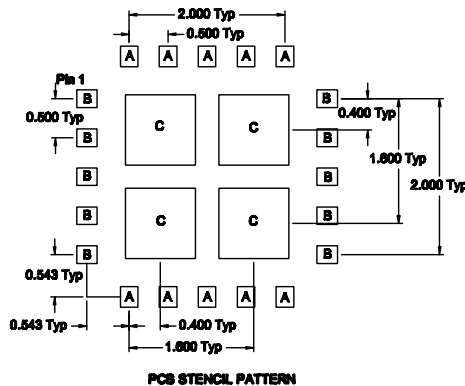 2.000 Typ
0.500 Typ
A A A A A
Pin 1
B B
0.500 Typ
C C
0.400 Typ
B B
1.600 Typ
B B
2.000 Typ
B B
C C
B B
0.543 Typ
A A A A A
0.543 Typ
0.400 Typ
1.600 Typ
PCB STENCIL PATTERN